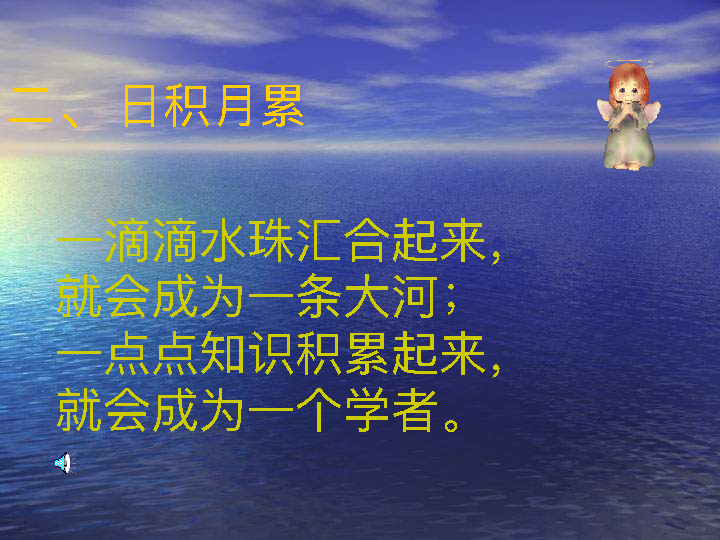 二、 日积月累
一滴滴水珠汇合起来，
就会成为一条大河；
一点点知识积累起来，
就会成为一个学者。